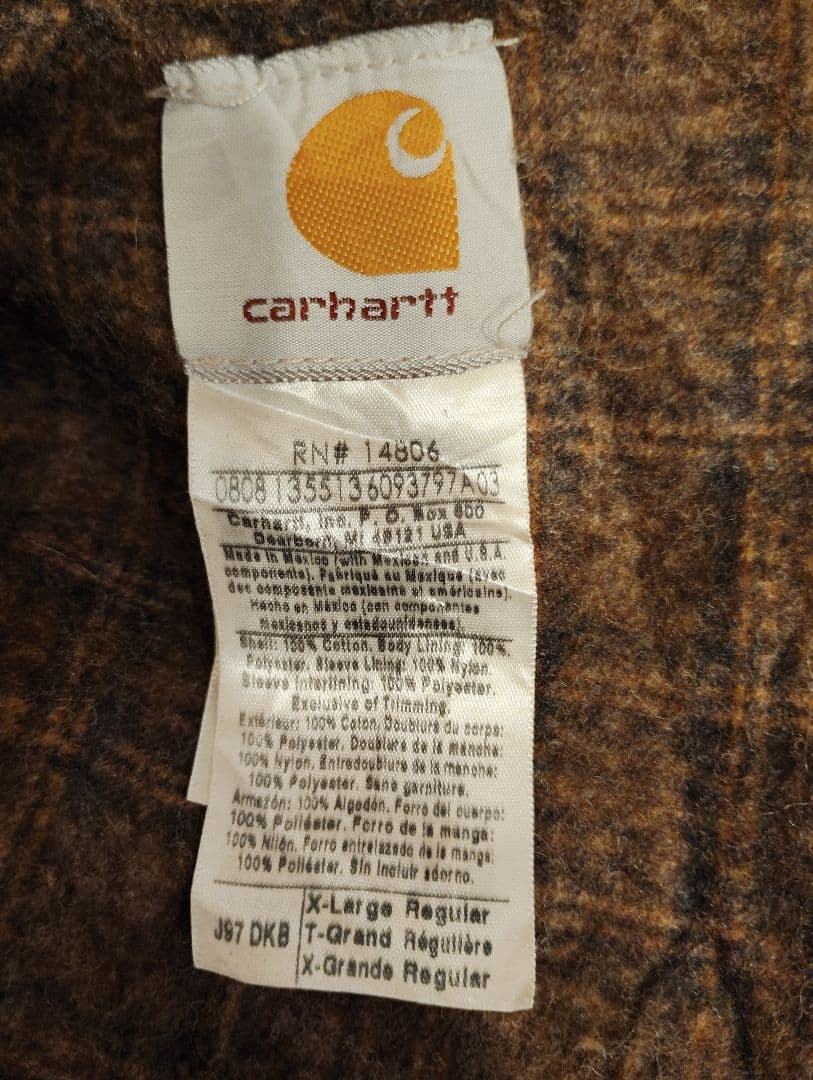 carhartt
RN# 14806
08081355136093797A03
Carhartt, Inc. P. O. Box 600
Dearborn, MI 48121 USA
Made in Mexico (with Mexican and U.S.A.
components). Fabriqué au Mexique (avec
des composants mexicains et américains).
Hecho en México (con componentes
mexicanos y estadounidenses).
Shell: 100% Cotton. Body Lining: 100%
Polyester. Sleeve Lining: 100% Nylon.
Sleeve Interlining: 100% Polyester.
Exclusive of Trimming.
Extérieur: 100% Coton. Doublure du corps:
100% Polyester. Doublure de la manche:
100% Nylon. Entredoublure de la manche:
100% Polyester. Sans garniture.
Armazón: 100% Algodón. Forro del cuerpo:
100% Poliéster. Forro de la manga:
100% Nilón. Forro entrelazado de la manga:
100% Poliéster. Sin incluir adorno.
J97 DKB
X-Large Regular
T-Grand Régulière
X-Grande Regular